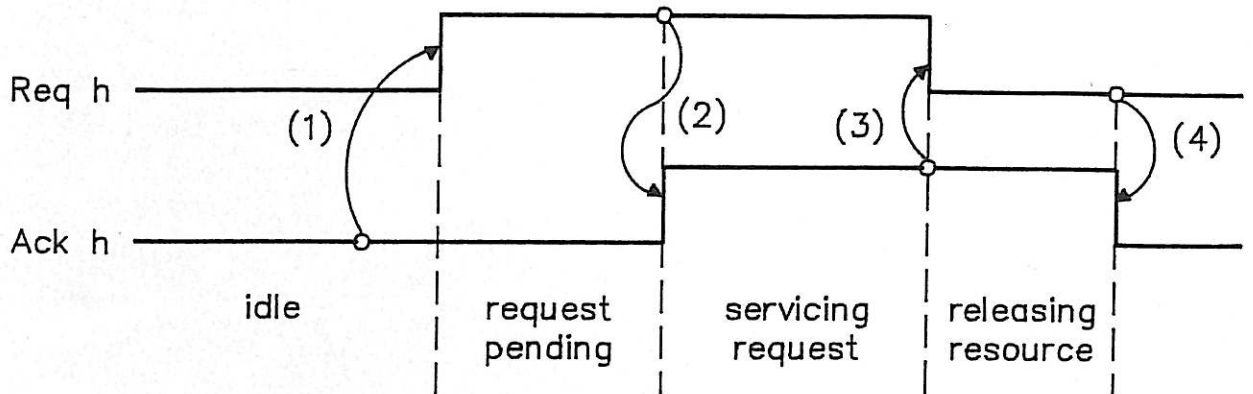 Req h
(1)
(2)
(3)
(4)
Ack h
idle
request
pending
servicing
request
releasing
resource